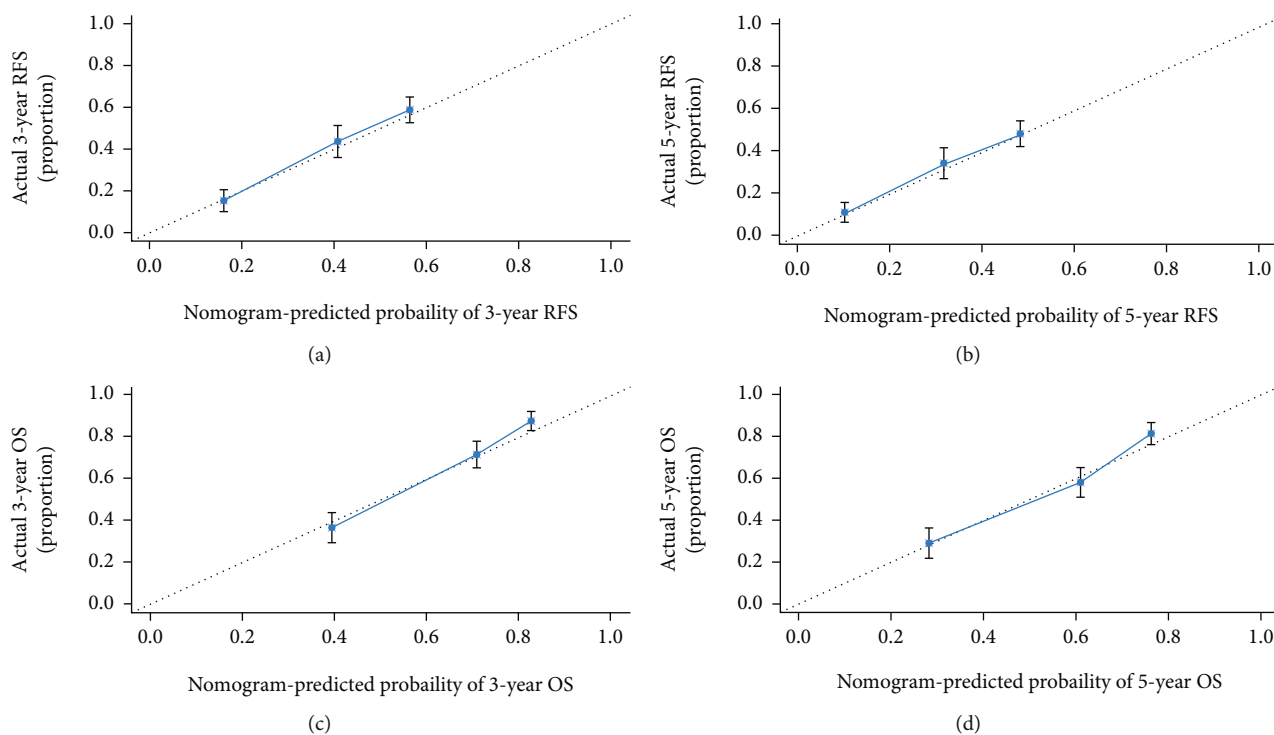 Actual 3-year RFS
(proportion)
1.0
0.8
0.6
0.4
0.2
0.0
0.0 0.2 0.4 0.6 0.8 1.0
Nomogram-predicted probaility of 3-year RFS
(a)
Actual 5-year RFS
(proportion)
1.0
0.8
0.6
0.4
0.2
0.0
0.0 0.2 0.4 0.6 0.8 1.0
Nomogram-predicted probaility of 5-year RFS
(b)
Actual 3-year OS
(proportion)
1.0
0.8
0.6
0.4
0.2
0.0
0.0 0.2 0.4 0.6 0.8 1.0
Nomogram-predicted probaility of 3-year OS
(c)
Actual 5-year OS
(proportion)
1.0
0.8
0.6
0.4
0.2
0.0
0.0 0.2 0.4 0.6 0.8 1.0
Nomogram-predicted probaility of 5-year OS
(d)